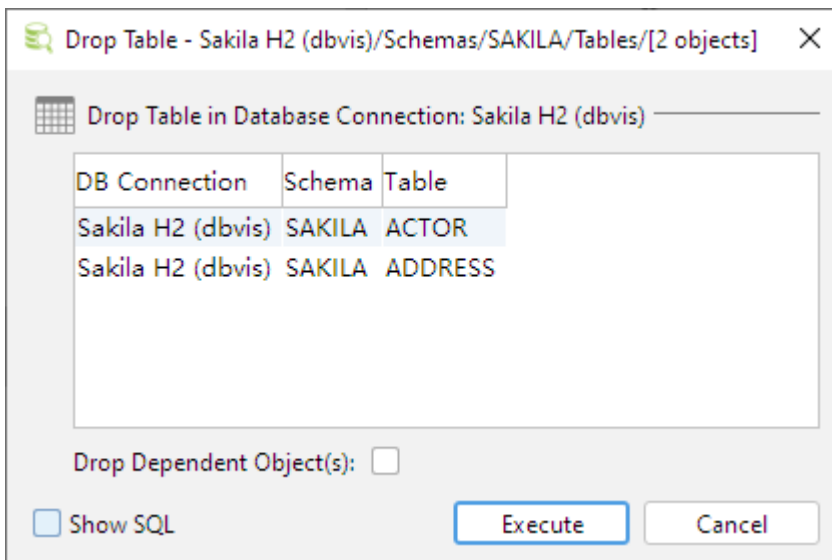 Drop Table - Sakila H2 (dbvis)/Schemas/SAKILA/Tables/[2 objects]
Drop Table in Database Connection: Sakila H2 (dbvis)
DB Connection Schema Table
Sakila H2 (dbvis) SAKILA ACTOR
Sakila H2 (dbvis) SAKILA ADDRESS
Drop Dependent Object(s):
Show SQL Execute Cancel